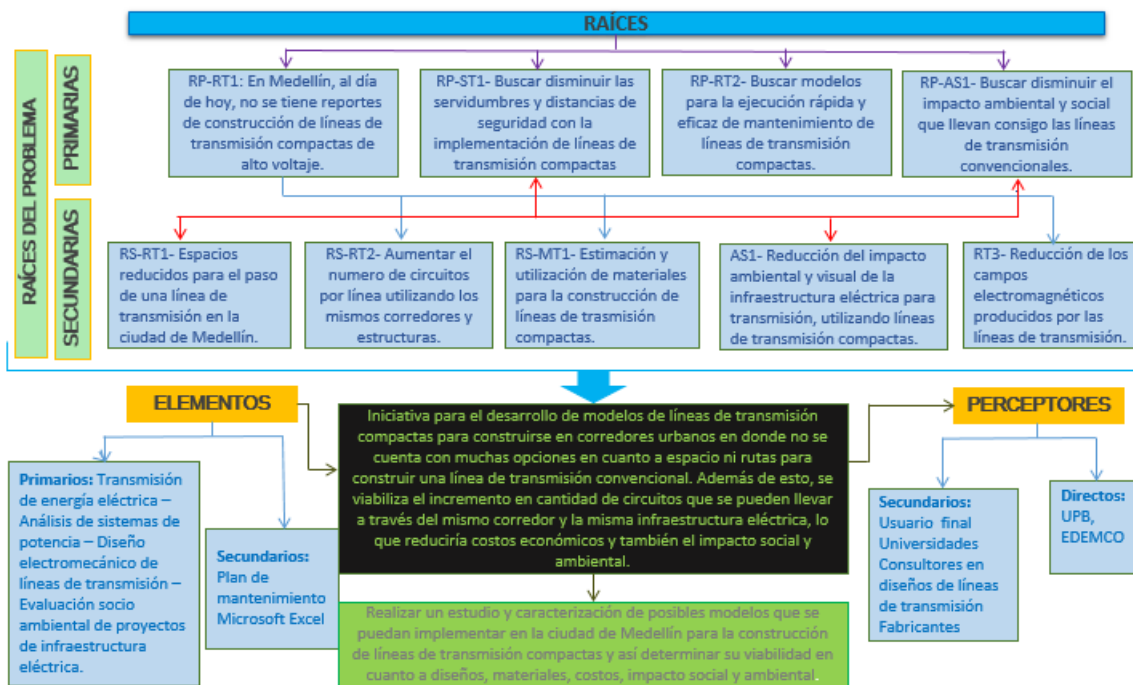 RAÍCES
RAÍCES DEL PROBLEMA
PRIMARIAS
RP-RT1: En Medellín, al día
de hoy, no se tiene reportes
de construcción de líneas de
transmisión compactas de
alto voltaje.
RP-ST1- Buscar disminuir las
servidumbres y distancias de
seguridad con la
implementación de líneas de
transmisión compactas
RP-RT2- Buscar modelos
para la ejecución rápida y
eficaz de mantenimiento de
líneas de transmisión
compactas.
RP-AS1- Buscar disminuir el
impacto ambiental y social
que llevan consigo las líneas
de transmisión
convencionales.
SECUNDARIAS
RS-RT1- Espacios
reducidos para el paso
de una línea de
transmisión en la
ciudad de Medellín.
RS-RT2- Aumentar el
numero de circuitos
por línea utilizando los
mismos corredores y
estructuras.
RS-MT1- Estimación y
utilización de materiales
para la construcción de
líneas de trasmisión
compactas.
AS1- Reducción del impacto
ambiental y visual de la
infraestructura eléctrica para
transmisión, utilizando líneas
de transmisión compactas.
RT3- Reducción de los
campos
electromagnéticos
producidos por las
líneas de transmisión.
ELEMENTOS
Primarios: Transmisión
de energía eléctrica –
Análisis de sistemas de
potencia – Diseño
electromecánico de
líneas de transmisión –
Evaluación socio
ambiental de proyectos
de infraestructura
eléctrica.
Secundarios:
Plan de
mantenimiento
Microsoft Excel
Iniciativa para el desarrollo de modelos de líneas de transmisión
compactas para construirse en corredores urbanos en donde no se
cuenta con muchas opciones en cuanto a espacio ni rutas para
construir una línea de transmisión convencional. Además de esto, se
viabiliza el incremento en cantidad de circuitos que se pueden llevar
a través del mismo corredor y la misma infraestructura eléctrica, lo
que reduciría costos económicos y también el impacto social y
ambiental.
Realizar un estudio y caracterización de posibles modelos que se
puedan implementar en la ciudad de Medellín para la construcción
de líneas de transmisión compactas y así determinar su viabilidad en
cuanto a diseños, materiales, costos, impacto social y ambiental.
PERCEPTORES
Secundarios:
Usuario final
Universidades
Consultores en
diseños de líneas
de transmisión
Fabricantes
Directos:
UPB,
EDEMCO